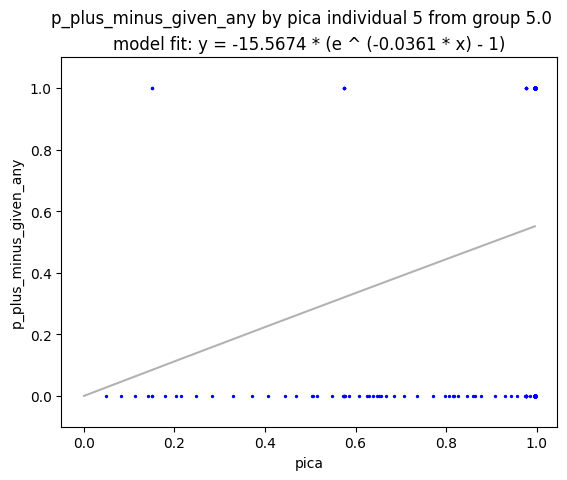 p_plus_minus_given_any by pica individual 5 from group 5.0
model fit: y = -15.5674 * (e ^ (-0.0361 * x) - 1)
1.0
0.8
0.6
0.4
0.2
0.0
p_plus_minus_given_any
0.0 0.2 0.4 0.6 0.8 1.0
pica